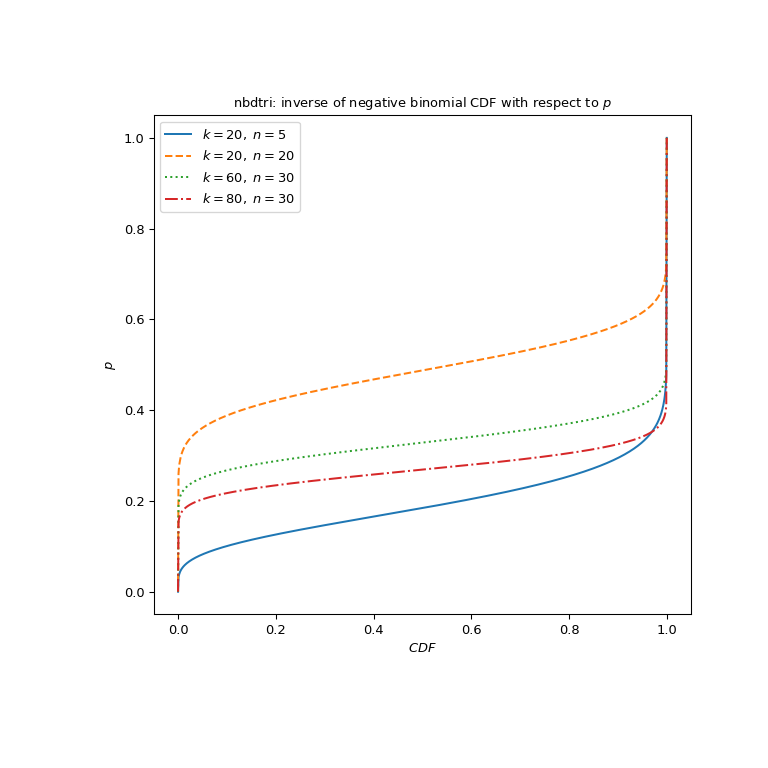 nbdtri: inverse of negative binomial CDF with respect to p
k = 20, n = 5
k = 20, n = 20
k = 60, n = 30
k = 80, n = 30
1.0
0.8
0.6
0.4
0.2
0.0
p
0.0 0.2 0.4 0.6 0.8 1.0
CDF